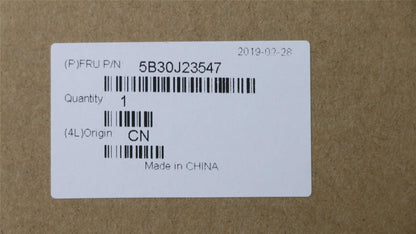 2019-02-28
(P)FRU P/N 5B30J23547
Quantity 1
(4L)Origin CN
Made in CHINA